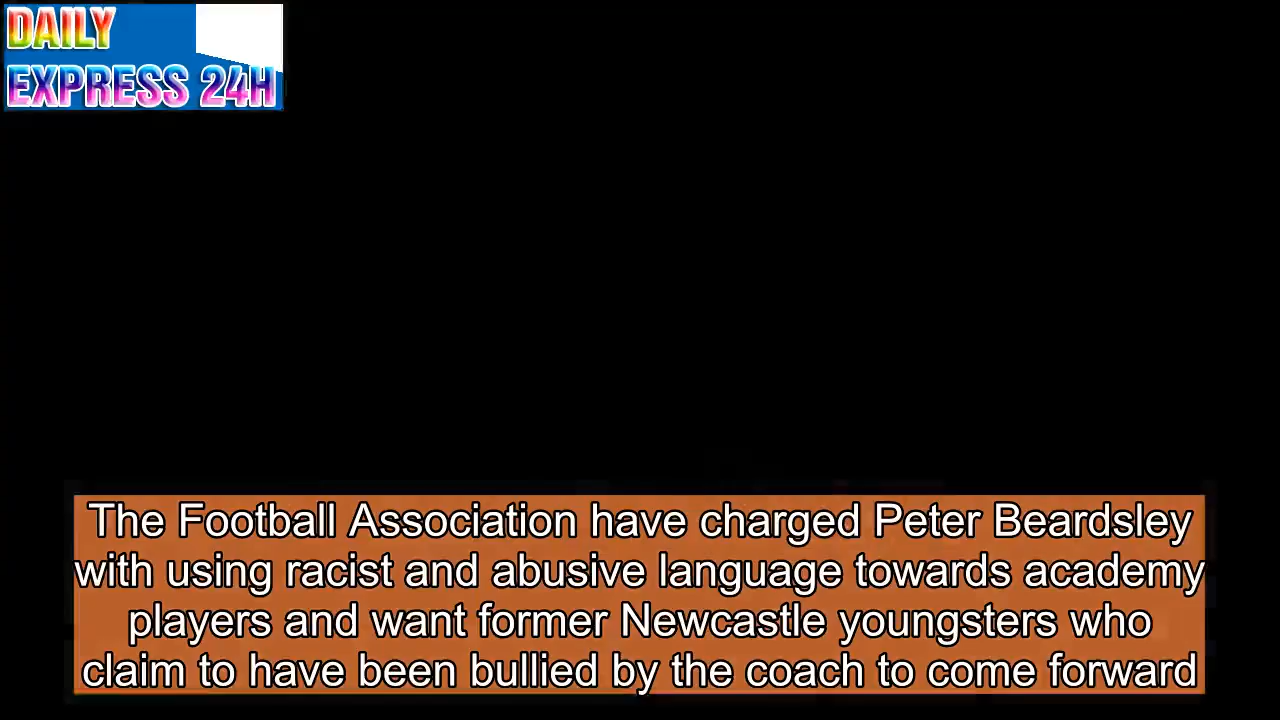 DAILY
EXPRESS 24H
The Football Association have charged Peter Beardsley
with using racist and abusive language towards academy
players and want former Newcastle youngsters who
claim to have been bullied by the coach to come forward